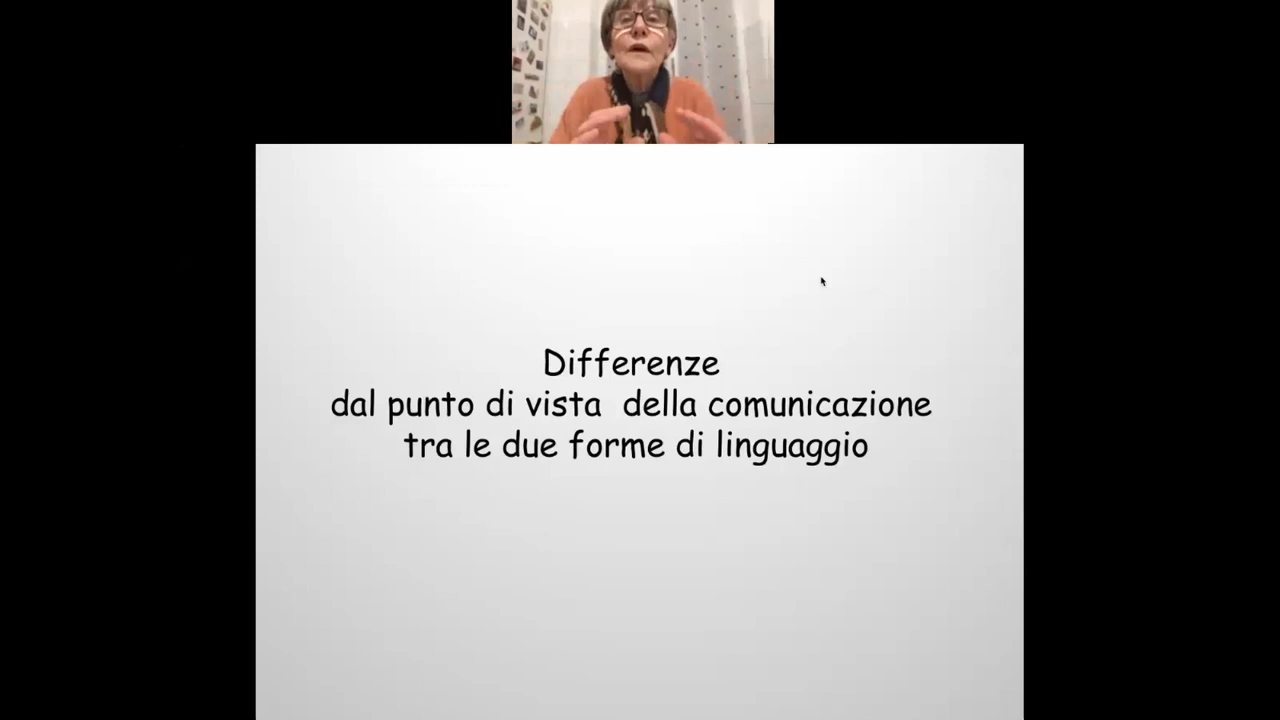 Differenze
dal punto di vista della comunicazione
tra le due forme di linguaggio